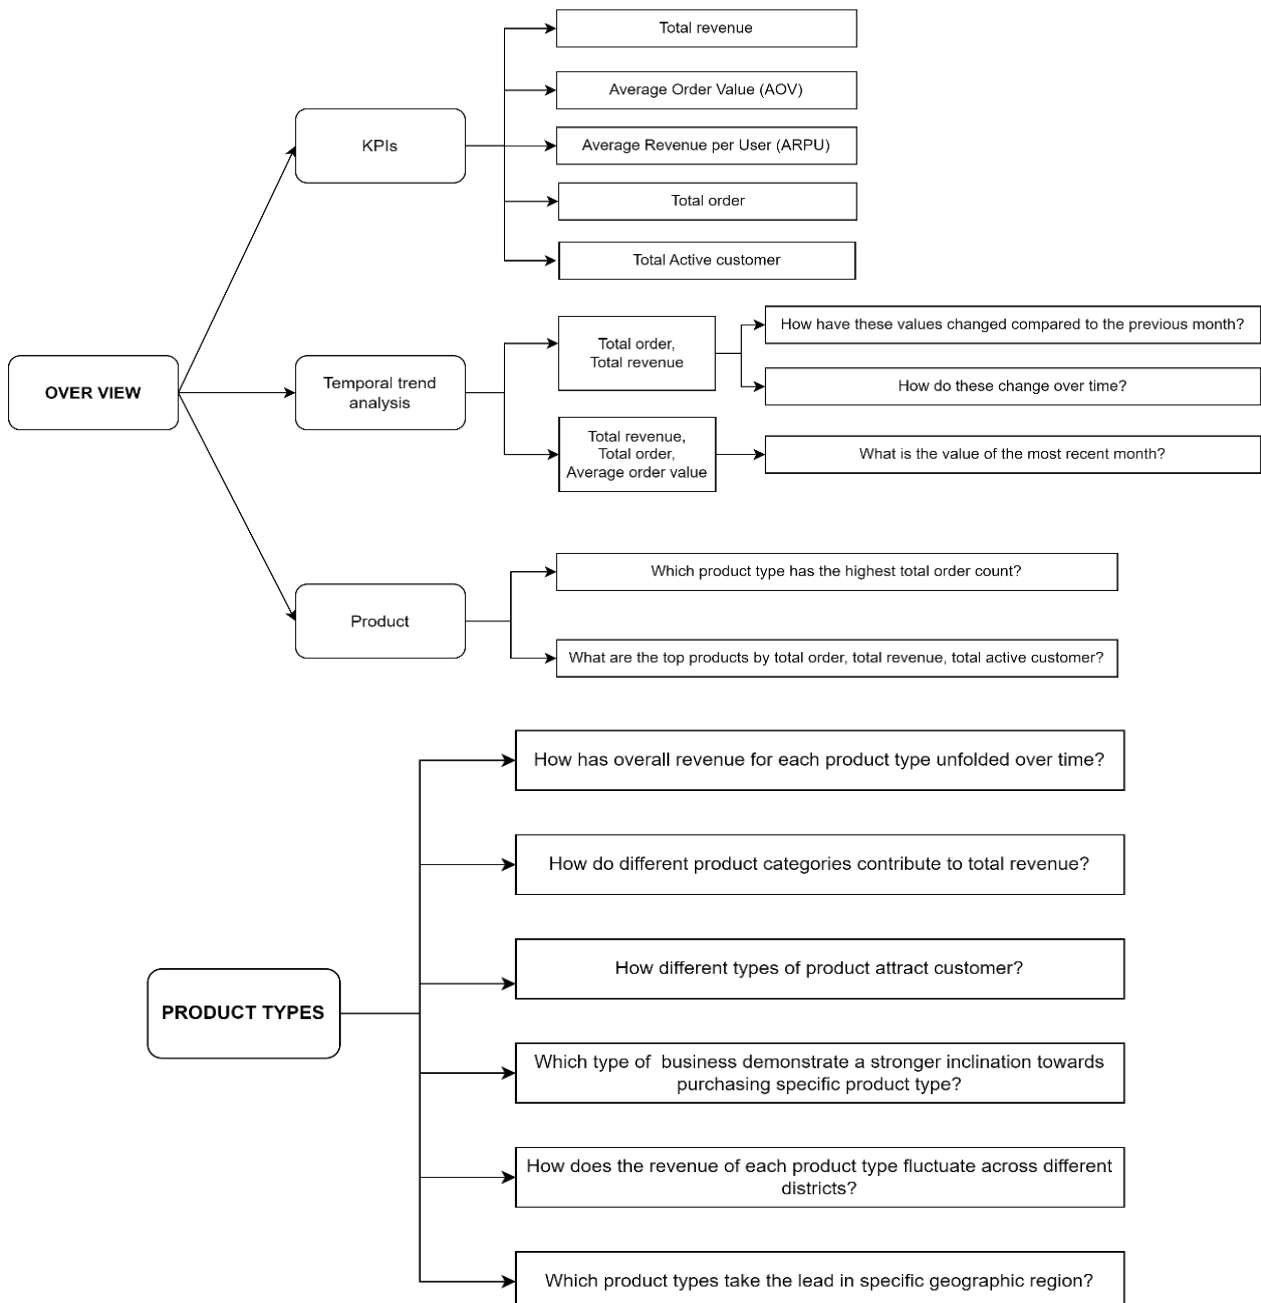 Total revenue
Average Order Value (AOV)
KPIs
Average Revenue per User (ARPU)
Total order
Total Active customer
OVER VIEW
Temporal trend
analysis
Total order,
Total revenue
How have these values changed compared to the previous month?
How do these change over time?
Total revenue,
Total order,
Average order value
What is the value of the most recent month?
Product
Which product type has the highest total order count?
What are the top products by total order, total revenue, total active customer?
PRODUCT TYPES
How has overall revenue for each product type unfolded over time?
How do different product categories contribute to total revenue?
How different types of product attract customer?
Which type of  business demonstrate a stronger inclination towards
purchasing specific product type?
How does the revenue of each product type fluctuate across different
districts?
Which product types take the lead in specific geographic region?